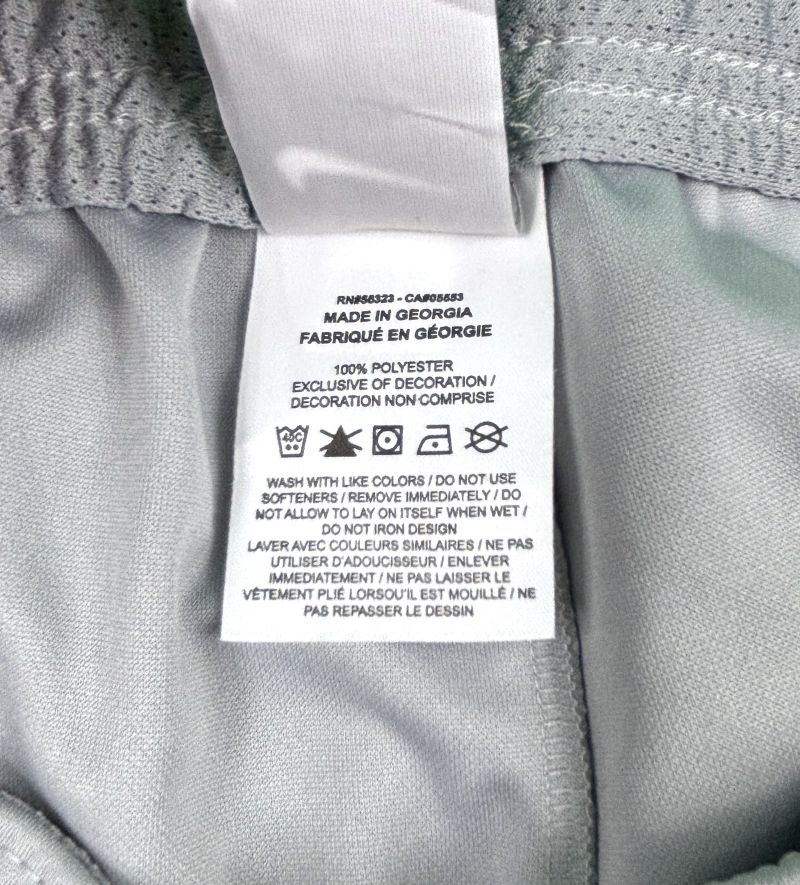 RN#56323 - CA#05553
MADE IN GEORGIA
FABRIQUÉ EN GÉORGIE
100% POLYESTER
EXCLUSIVE OF DECORATION /
DECORATION NON COMPRISE
40C
WASH WITH LIKE COLORS / DO NOT USE
SOFTENERS / REMOVE IMMEDIATELY / DO
NOT ALLOW TO LAY ON ITSELF WHEN WET /
DO NOT IRON DESIGN
LAVER AVEC COULEURS SIMILAIRES / NE PAS
UTILISER D'ADOUCISSEUR / ENLEVER
IMMEDIATEMENT / NE PAS LAISSER LE
VÊTEMENT PLIÉ LORSQU'IL EST MOUILLÉ / NE
PAS REPASSER LE DESSIN